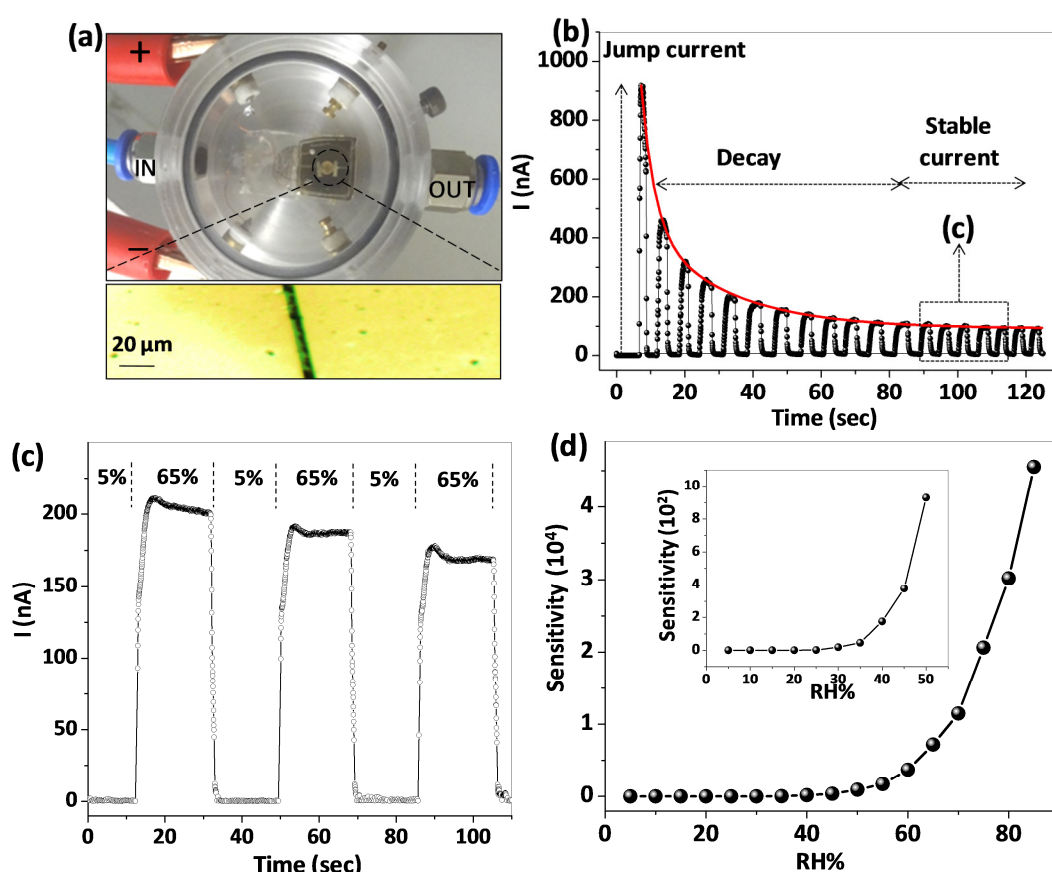 (a)
+
IN
OUT
−
20 μm
(b)
Jump current
1000
800
600
400
200
0
I (nA)
Decay
Stable
current
(c)
0 20 40 60 80 100 120
Time (sec)
(c)
5% 65% 5% 65% 5% 65%
200
150
100
50
0
I (nA)
0 20 40 60 80 100
Time (sec)
(d)
4
3
2
1
0
Sensitivity (10⁴)
10
8
6
4
2
0
Sensitivity (10²)
0 10 20 30 40 50
RH%
0 20 40 60 80
RH%